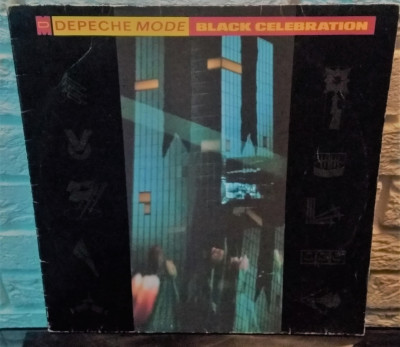 DEPECHE MODE BLACK CELEBRATION